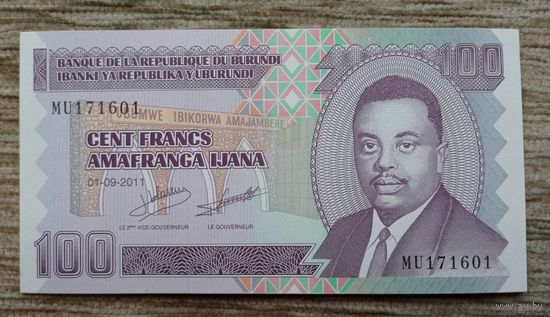 BANQUE DE LA REPUBLIQUE DU BURUNDI
IBANKI YA REPUBLIKA Y'UBURUNDI
100
MU171601
UBUMWE IBIKORWA AMAJAMBERE
CENT FRANCS
AMAFRANGA IJANA
01-09-2011
LE 2ème VICE-GOUVERNEUR
LE GOUVERNEUR
100
MU171601